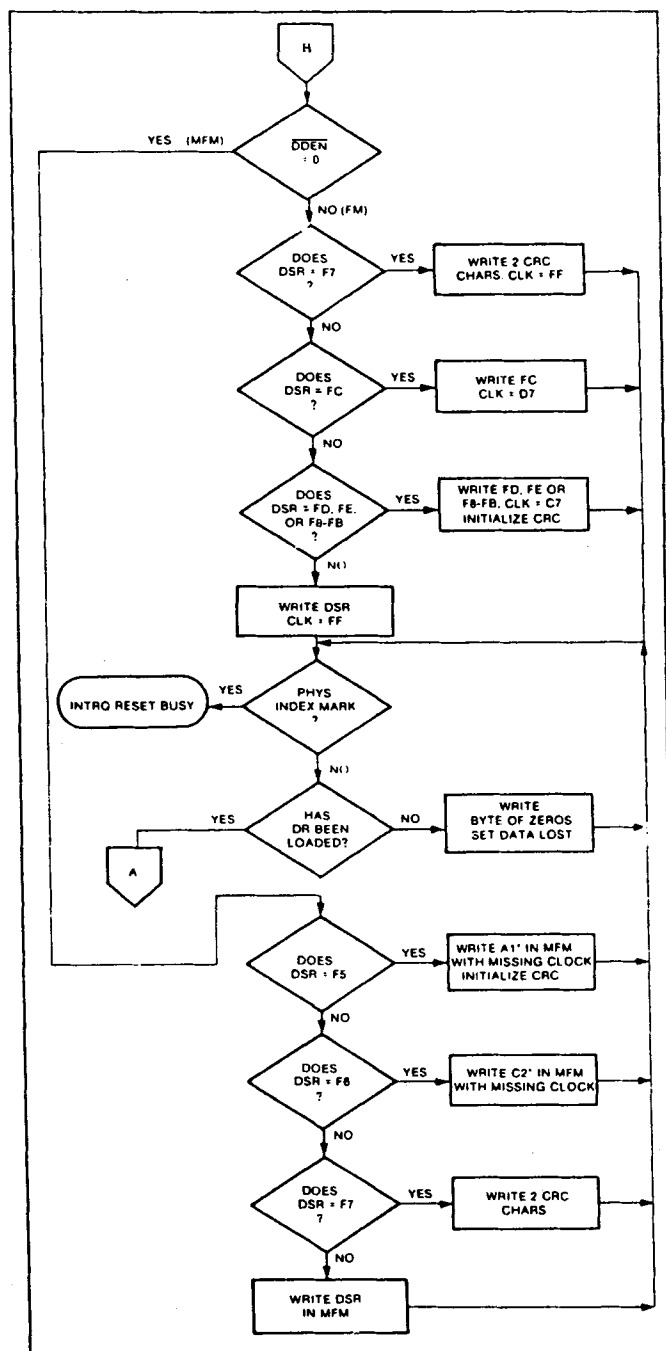 H
YES (MFM)
DDEN
= 0
NO (FM)
DOES
DSR = F7
?
YES
WRITE 2 CRC
CHARS. CLK = FF
NO
DOES
DSR = FC
?
YES
WRITE FC
CLK = D7
NO
DOES
DSR = FD, FE,
OR F8-FB
?
YES
WRITE FD, FE OR
F8-FB, CLK = C7
INITIALIZE CRC
NO
WRITE DSR
CLK = FF
INTRQ RESET BUSY
YES
PHYS
INDEX MARK
?
NO
YES
HAS
DR BEEN
LOADED?
NO
WRITE
BYTE OF ZEROS
SET DATA LOST
A
DOES
DSR = F5
YES
WRITE A1* IN MFM
WITH MISSING CLOCK
INITIALIZE CRC
NO
DOES
DSR = F6
?
YES
WRITE C2* IN MFM
WITH MISSING CLOCK
NO
DOES
DSR = F7
?
YES
WRITE 2 CRC
CHARS
NO
WRITE DSR
IN MFM